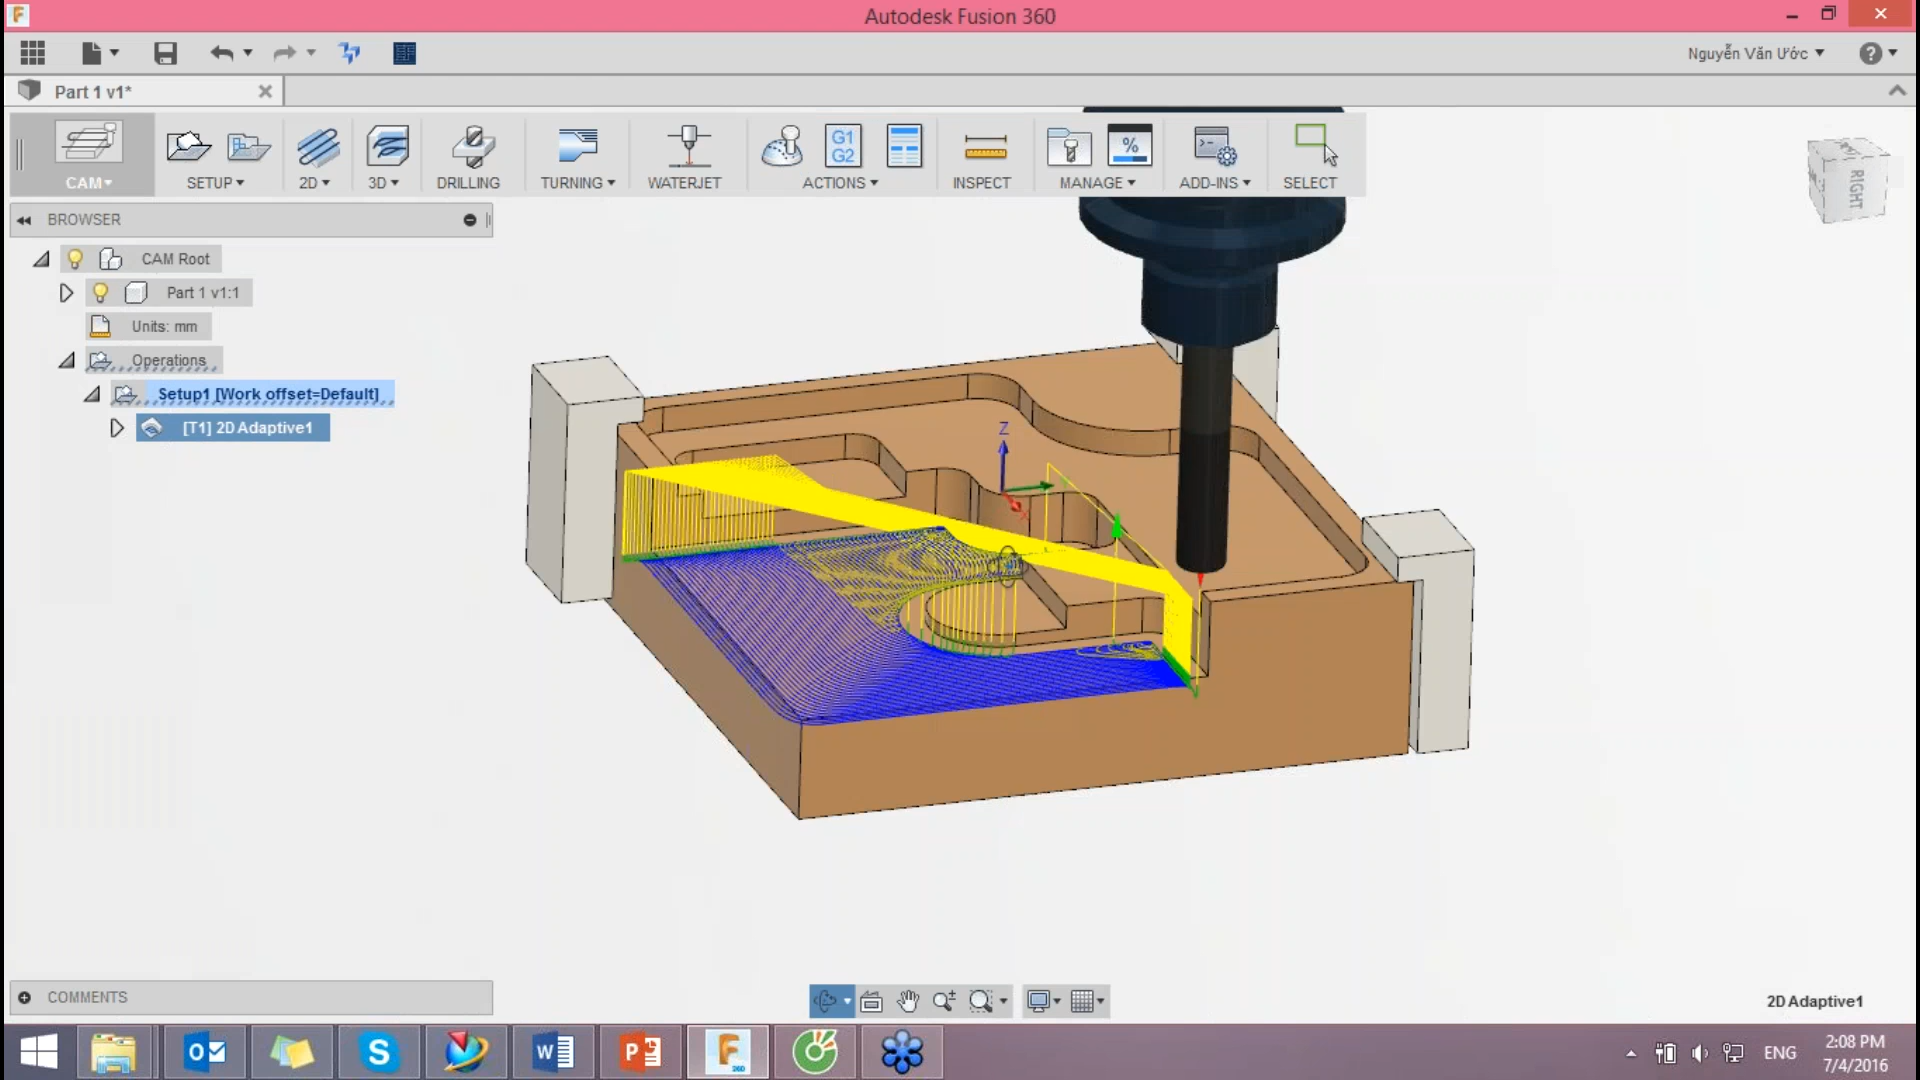 Autodesk Fusion 360
Nguyễn Văn Ước
Part 1 v1*
G1
G2
%
CAM
SETUP
2D
3D
DRILLING
TURNING
WATERJET
ACTIONS
INSPECT
MANAGE
ADD-INS
SELECT
RIGHT
BROWSER
CAM Root
Part 1 v1:1
Units: mm
Operations
Setup1 [Work offset=Default]
[T1] 2D Adaptive1
Z
X
COMMENTS
2D Adaptive1
ENG
2:08 PM
7/4/2016